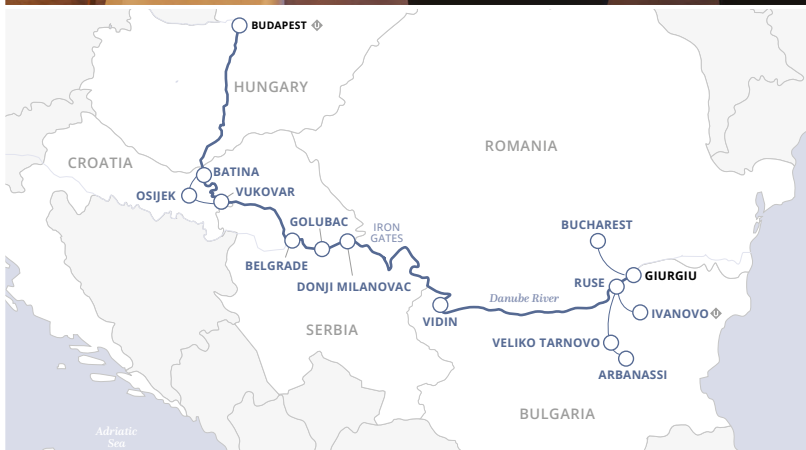 BUDAPEST
HUNGARY
ROMANIA
CROATIA
BATINA
OSIJEK
VUKOVAR
GOLUBAC
IRON
GATES
BUCHAREST
BELGRADE
GIURGIU
DONJI MILANOVAC
RUSE
Danube River
IVANOVO
VIDIN
SERBIA
VELIKO TARNOVO
ARBANASSI
BULGARIA
Adriatic
Sea